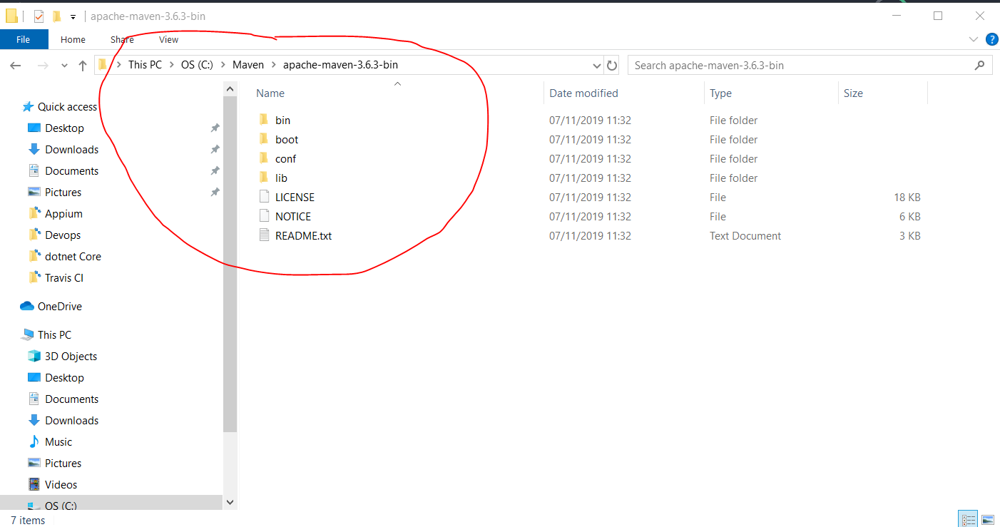 apache-maven-3.6.3-bin
File Home Share View
This PC OS (C:) Maven apache-maven-3.6.3-bin
Search apache-maven-3.6.3-bin
Quick access
Desktop
Downloads
Documents
Pictures
Appium
Devops
dotnet Core
Travis CI
OneDrive
This PC
3D Objects
Desktop
Documents
Downloads
Music
Pictures
Videos
OS (C:)
Name Date modified Type Size
bin 07/11/2019 11:32 File folder
boot 07/11/2019 11:32 File folder
conf 07/11/2019 11:32 File folder
lib 07/11/2019 11:32 File folder
LICENSE 07/11/2019 11:32 File 18 KB
NOTICE 07/11/2019 11:32 File 6 KB
README.txt 07/11/2019 11:32 Text Document 3 KB
7 items